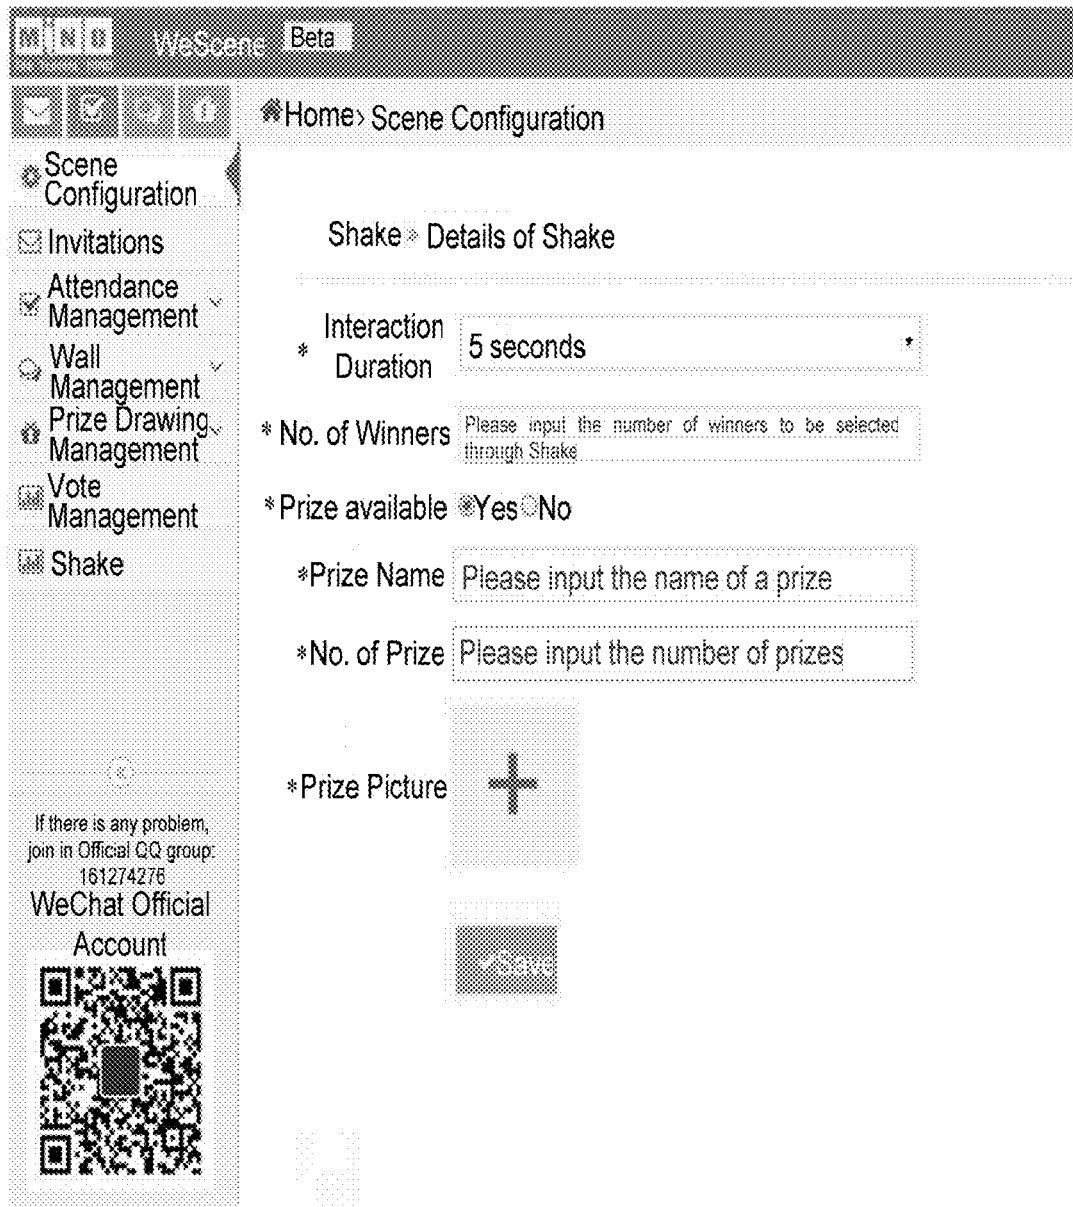 MINO WeScene Beta
Home> Scene Configuration
Scene
Configuration
Invitations
Attendance
Management
Wall
Management
Prize Drawing
Management
Vote
Management
Shake
If there is any problem,
join in Official QQ group:
161274276
WeChat Official
Account
Shake » Details of Shake
* Interaction
Duration
5 seconds
* No. of Winners
Please input the number of winners to be selected
through Shake
* Prize available Yes No
*Prize Name Please input the name of a prize
*No. of Prize Please input the number of prizes
*Prize Picture
Save